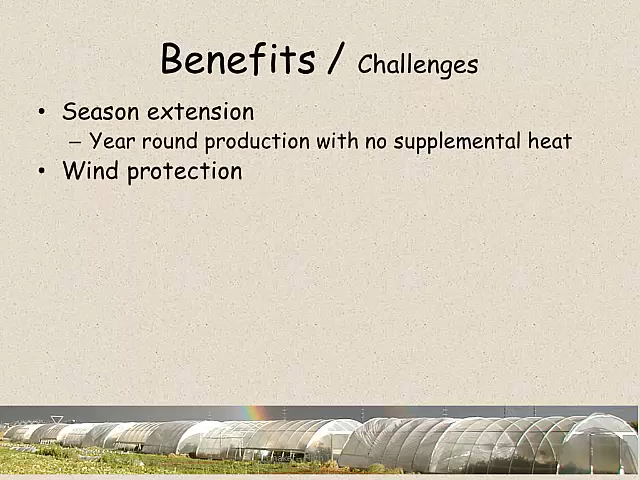 Benefits / Challenges
• Season extension
– Year round production with no supplemental heat
• Wind protection